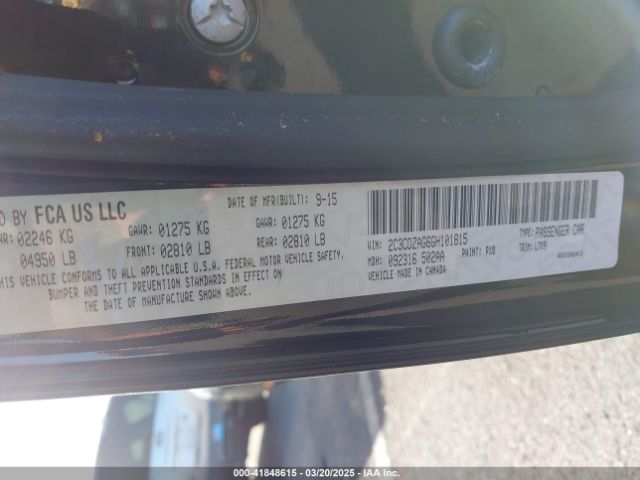 D BY FCA US LLC
DATE OF MFR(BUILT): 9-15
02246 KG
GAWR: 01275 KG
GAWR: 01275 KG
04950 LB
FRONT: 02810 LB
REAR: 02810 LB
THIS VEHICLE CONFORMS TO ALL APPLICABLE U.S.A. FEDERAL MOTOR VEHICLE SAFETY,
BUMPER AND THEFT PREVENTION STANDARDS IN EFFECT ON
THE DATE OF MANUFACTURE SHOWN ABOVE.
VIN: 2C3CDZAG6GH101815
TYPE: PASSENGER CAR
MDH: 092316 502AA
PAINT: PX8
TRIM: L7X9
MADE IN CANADA
000-41848615 - 03/20/2025 - IAA Inc.